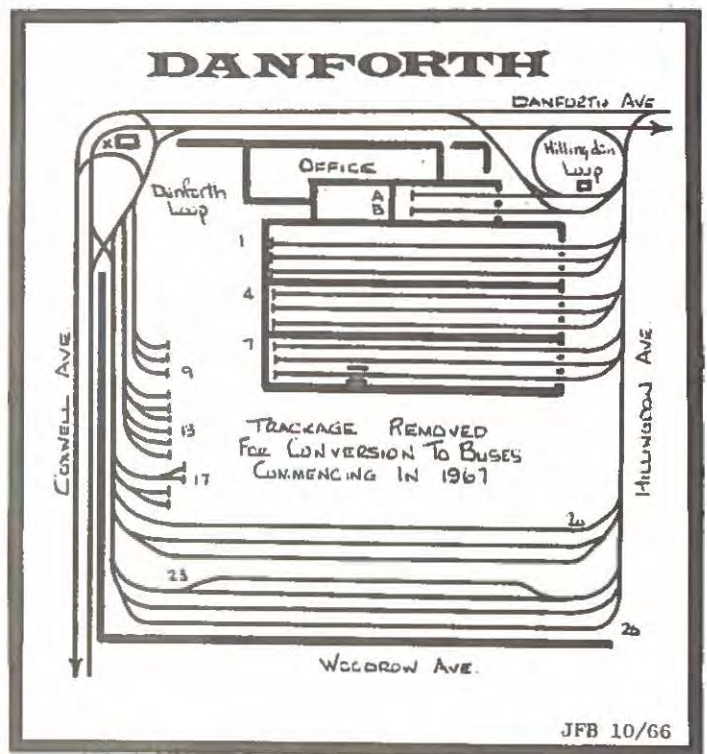 DANFORTH
DANFORTH AVE
Hillingdon
Loop
x
OFFICE
Danforth
Loop
A
B
1
4
7
9
13
17
COXWELL AVE.
HILLINGDON AVE.
TRACKAGE REMOVED
FOR CONVERSION TO BUSES
COMMENCING IN 1967
20
23
26
WOODROW AVE.
JFB 10/66